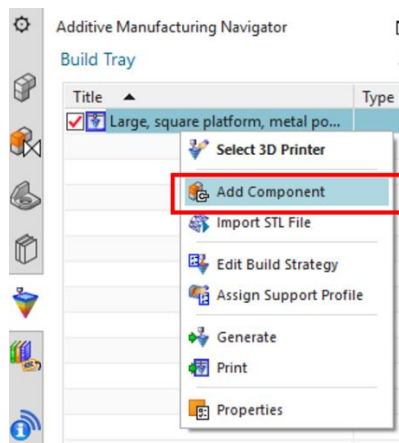 Additive Manufacturing Navigator
Build Tray
Title Type
Large, square platform, metal po...
Select 3D Printer
Add Component
Import STL File
Edit Build Strategy
Assign Support Profile
Generate
Print
Properties